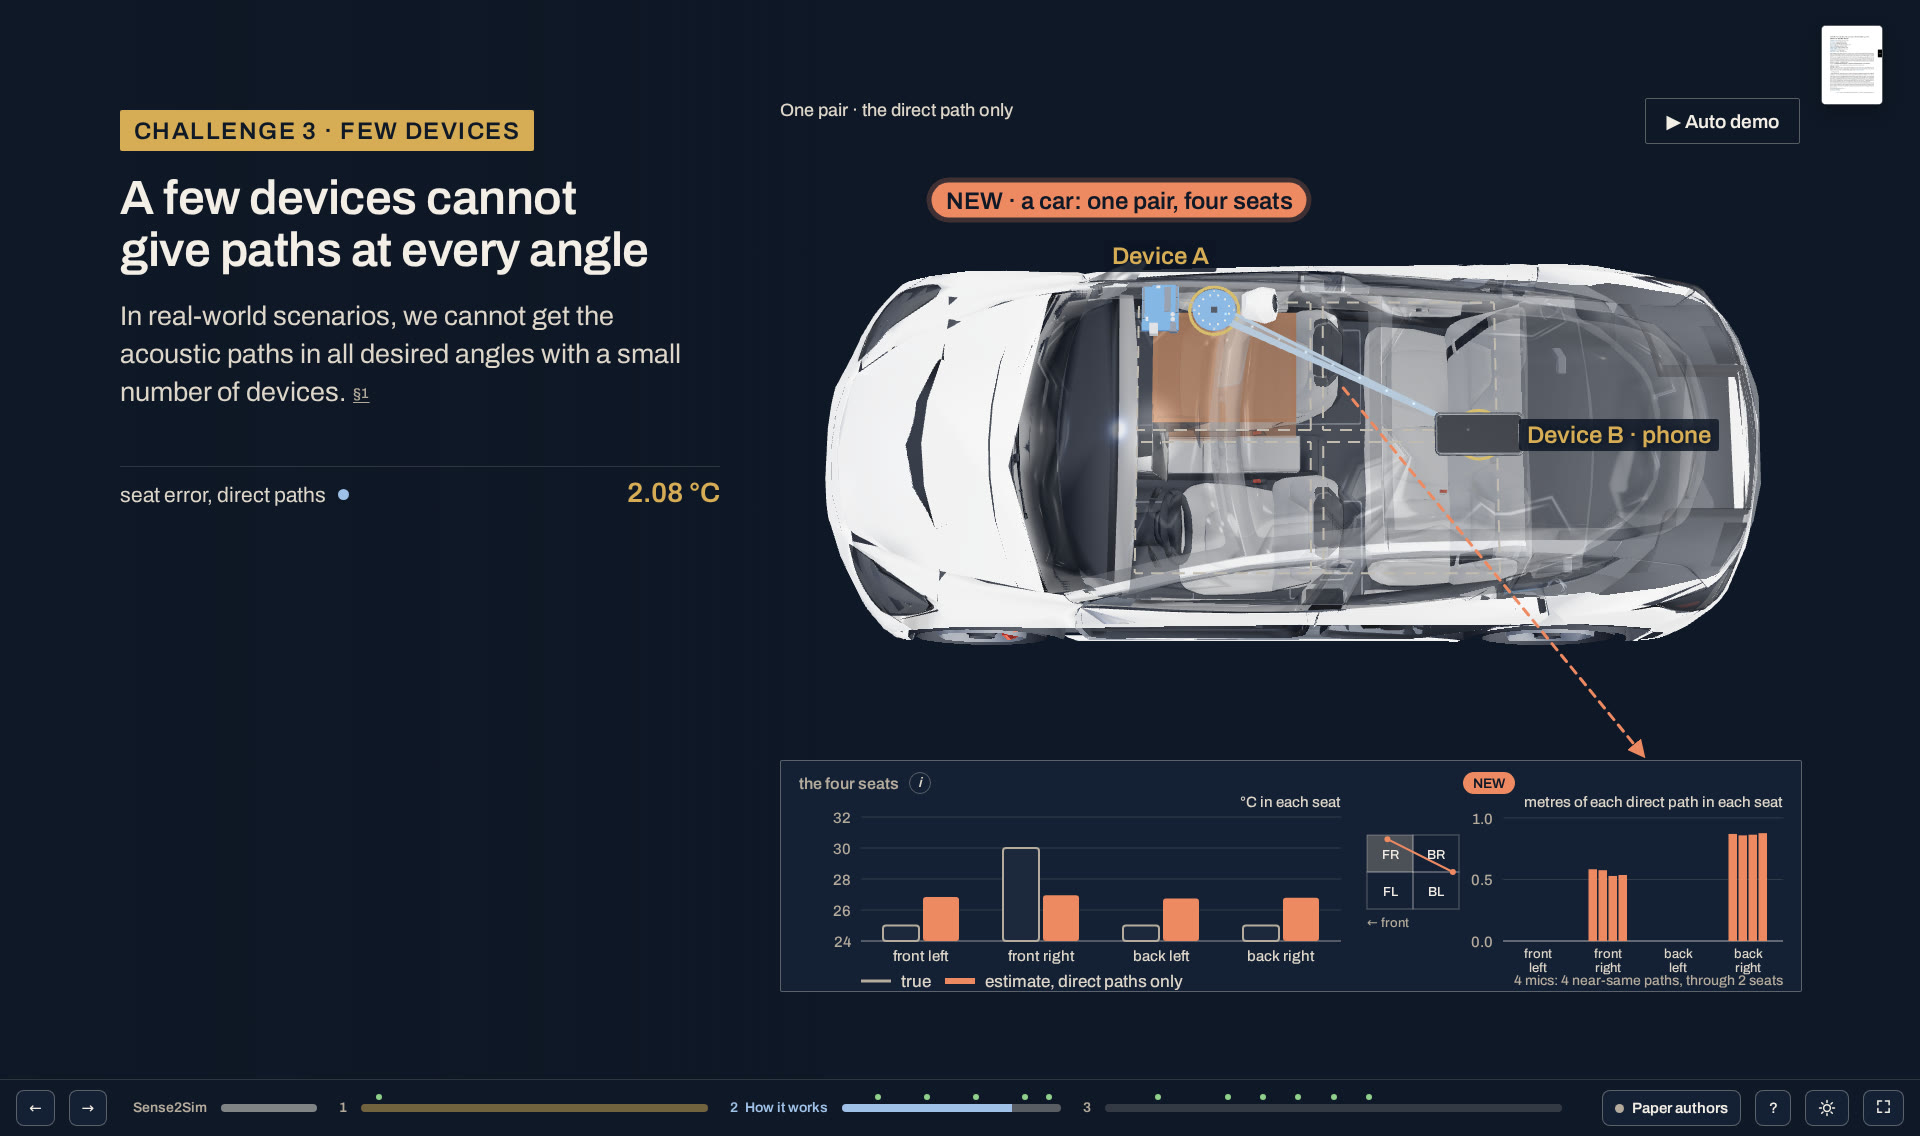 CHALLENGE 3 · FEW DEVICES
A few devices cannot
give paths at every angle
In real-world scenarios, we cannot get the
acoustic paths in all desired angles with a small
number of devices. §1
seat error, direct paths
2.08 °C
One pair · the direct path only
▶ Auto demo
NEW · a car: one pair, four seats
Device A
Device B · phone
the four seats i
°C in each seat
32
30
28
26
24
front left
front right
back left
back right
true
estimate, direct paths only
FR
BR
FL
BL
← front
NEW
metres of each direct path in each seat
1.0
0.5
0.0
front
left
front
right
back
left
back
right
4 mics: 4 near-same paths, through 2 seats
←
→
Sense2Sim
1
2 How it works
3
Paper authors
?